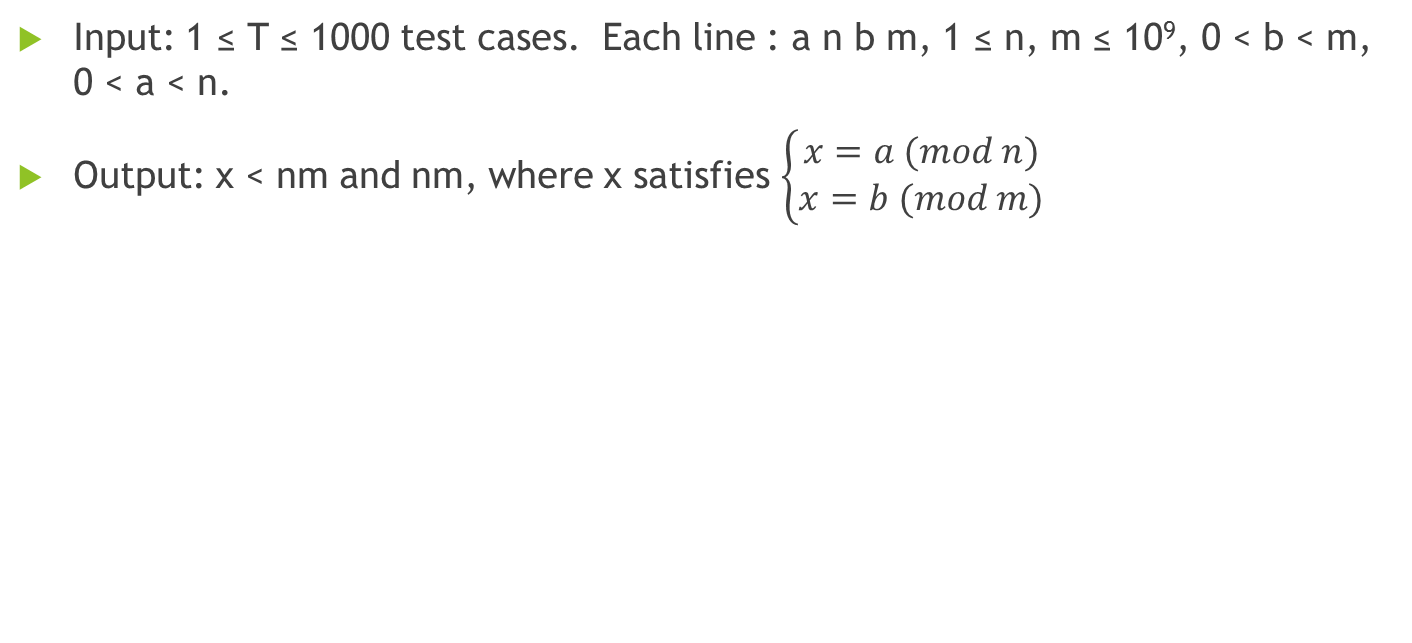 Input: 1 ≤ T ≤ 1000 test cases.  Each line : a n b m, 1 ≤ n, m ≤ 10⁹, 0 < b < m,
0 < a < n.
Output: x < nm and nm, where x satisfies {x = a (mod n)
x = b (mod m)